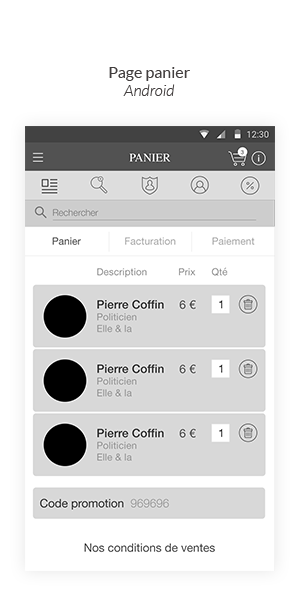 Page panier
Android
12:30
PANIER 3
Rechercher
Panier Facturation Paiement
Description Prix Qté
Pierre Coffin 6 € 1
Politicien
Elle & la
Pierre Coffin 6 € 1
Politicien
Elle & la
Pierre Coffin 6 € 1
Politicien
Elle & la
Code promotion 969696
Nos conditions de ventes